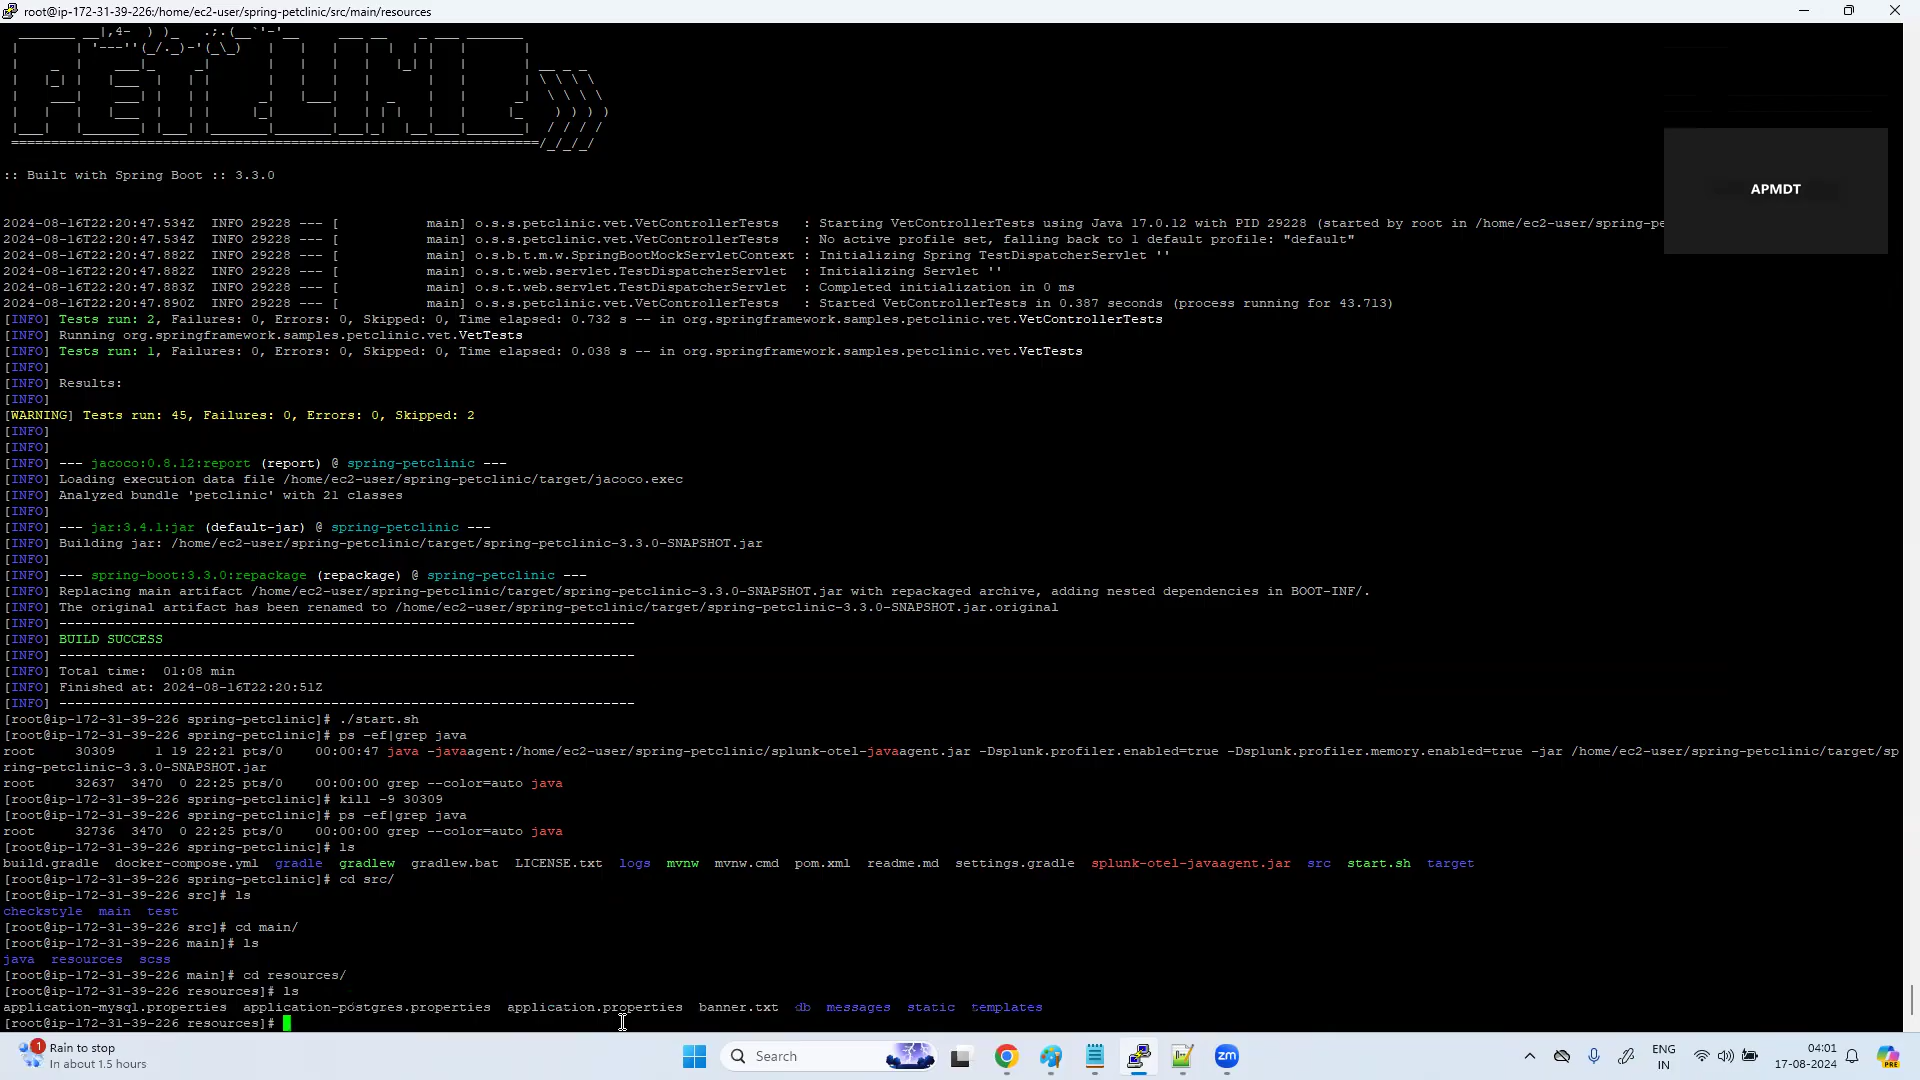 root@ip-172-31-39-226:/home/ec2-user/spring-petclinic/src/main/resources
:: Built with Spring Boot :: 3.3.0
APMDT
2024-08-16T22:20:47.534Z  INFO 29228 --- [           main] o.s.s.petclinic.vet.VetControllerTests   : Starting VetControllerTests using Java 17.0.12 with PID 29228 (started by root in /home/ec2-user/spring-pe
2024-08-16T22:20:47.534Z  INFO 29228 --- [           main] o.s.s.petclinic.vet.VetControllerTests   : No active profile set, falling back to 1 default profile: "default"
2024-08-16T22:20:47.882Z  INFO 29228 --- [           main] o.s.b.t.m.w.SpringBootMockServletContext : Initializing Spring TestDispatcherServlet ''
2024-08-16T22:20:47.882Z  INFO 29228 --- [           main] o.s.t.web.servlet.TestDispatcherServlet  : Initializing Servlet ''
2024-08-16T22:20:47.883Z  INFO 29228 --- [           main] o.s.t.web.servlet.TestDispatcherServlet  : Completed initialization in 0 ms
2024-08-16T22:20:47.890Z  INFO 29228 --- [           main] o.s.s.petclinic.vet.VetControllerTests   : Started VetControllerTests in 0.387 seconds (process running for 43.713)
[INFO] Tests run: 2, Failures: 0, Errors: 0, Skipped: 0, Time elapsed: 0.732 s -- in org.springframework.samples.petclinic.vet.VetControllerTests
[INFO] Running org.springframework.samples.petclinic.vet.VetTests
[INFO] Tests run: 1, Failures: 0, Errors: 0, Skipped: 0, Time elapsed: 0.038 s -- in org.springframework.samples.petclinic.vet.VetTests
[INFO]
[INFO] Results:
[INFO]
[WARNING] Tests run: 45, Failures: 0, Errors: 0, Skipped: 2
[INFO]
[INFO]
[INFO] --- jacoco:0.8.12:report (report) @ spring-petclinic ---
[INFO] Loading execution data file /home/ec2-user/spring-petclinic/target/jacoco.exec
[INFO] Analyzed bundle 'petclinic' with 21 classes
[INFO]
[INFO] --- jar:3.4.1:jar (default-jar) @ spring-petclinic ---
[INFO] Building jar: /home/ec2-user/spring-petclinic/target/spring-petclinic-3.3.0-SNAPSHOT.jar
[INFO]
[INFO] --- spring-boot:3.3.0:repackage (repackage) @ spring-petclinic ---
[INFO] Replacing main artifact /home/ec2-user/spring-petclinic/target/spring-petclinic-3.3.0-SNAPSHOT.jar with repackaged archive, adding nested dependencies in BOOT-INF/.
[INFO] The original artifact has been renamed to /home/ec2-user/spring-petclinic/target/spring-petclinic-3.3.0-SNAPSHOT.jar.original
[INFO] ------------------------------------------------------------------------
[INFO] BUILD SUCCESS
[INFO] ------------------------------------------------------------------------
[INFO] Total time:  01:08 min
[INFO] Finished at: 2024-08-16T22:20:51Z
[INFO] ------------------------------------------------------------------------
[root@ip-172-31-39-226 spring-petclinic]# ./start.sh
[root@ip-172-31-39-226 spring-petclinic]# ps -ef|grep java
root     30309     1 19 22:21 pts/0    00:00:47 java -javaagent:/home/ec2-user/spring-petclinic/splunk-otel-javaagent.jar -Dsplunk.profiler.enabled=true -Dsplunk.profiler.memory.enabled=true -jar /home/ec2-user/spring-petclinic/target/sp
ring-petclinic-3.3.0-SNAPSHOT.jar
root     32637  3470  0 22:25 pts/0    00:00:00 grep --color=auto java
[root@ip-172-31-39-226 spring-petclinic]# kill -9 30309
[root@ip-172-31-39-226 spring-petclinic]# ps -ef|grep java
root     32736  3470  0 22:25 pts/0    00:00:00 grep --color=auto java
[root@ip-172-31-39-226 spring-petclinic]# ls
build.gradle  docker-compose.yml  gradle  gradlew  gradlew.bat  LICENSE.txt  logs  mvnw  mvnw.cmd  pom.xml  readme.md  settings.gradle  splunk-otel-javaagent.jar  src  start.sh  target
[root@ip-172-31-39-226 spring-petclinic]# cd src/
[root@ip-172-31-39-226 src]# ls
checkstyle  main  test
[root@ip-172-31-39-226 src]# cd main/
[root@ip-172-31-39-226 main]# ls
java  resources  scss
[root@ip-172-31-39-226 main]# cd resources/
[root@ip-172-31-39-226 resources]# ls
application-mysql.properties  application-postgres.properties  application.properties  banner.txt  db  messages  static  templates
[root@ip-172-31-39-226 resources]#
1
Rain to stop
In about 1.5 hours
Search
zm
ENG
IN
04:01
17-08-2024
PRE